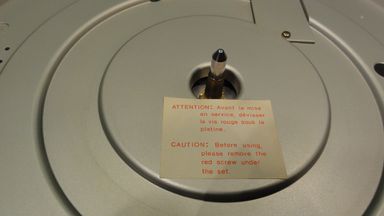 ATTENTION: Avant la mise
en service, dévisser
la vis rouge sous la
platine.
CAUTION: Before using,
please remove the
red screw under
the set.